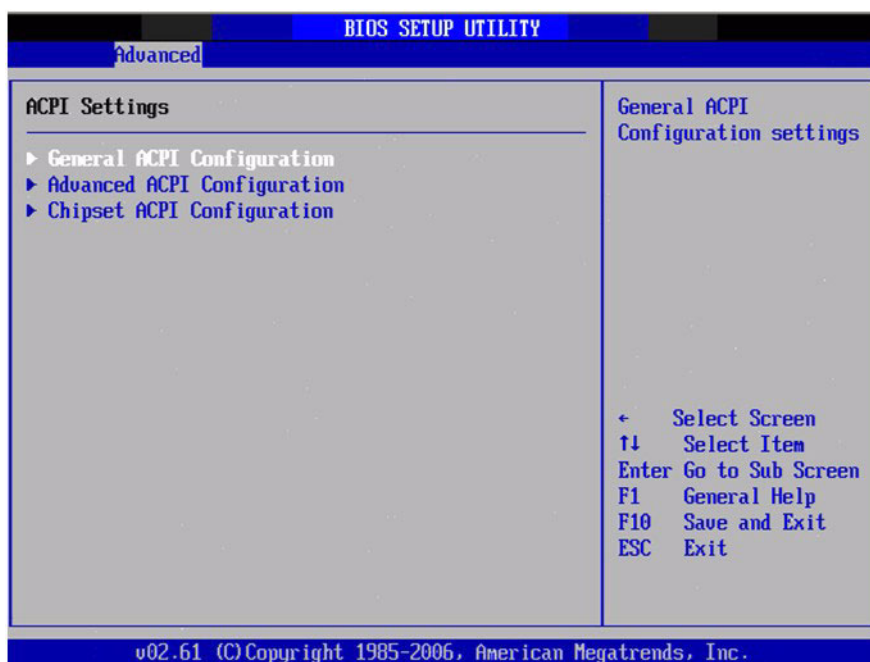 BIOS SETUP UTILITY
Advanced
ACPI Settings
▶ General ACPI Configuration
▶ Advanced ACPI Configuration
▶ Chipset ACPI Configuration
General ACPI
Configuration settings
← Select Screen
↑↓ Select Item
Enter Go to Sub Screen
F1 General Help
F10 Save and Exit
ESC Exit
v02.61 (C)Copyright 1985-2006, American Megatrends, Inc.